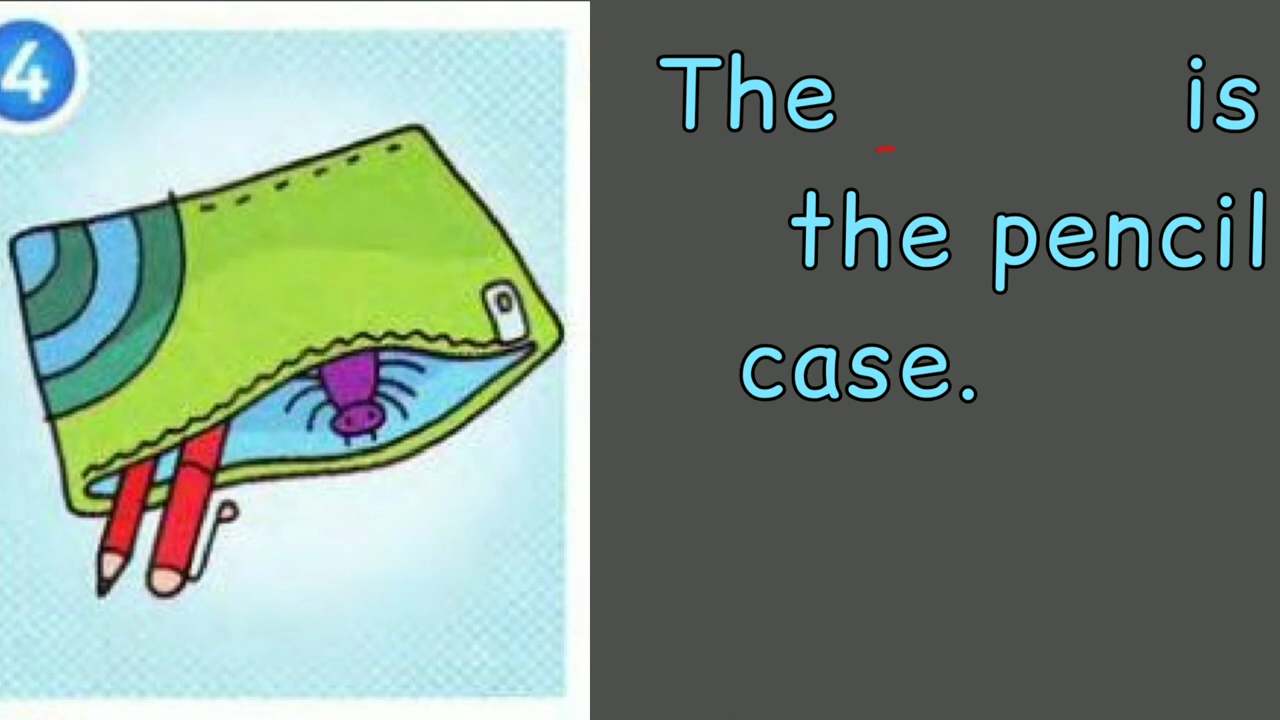 4
The is
the pencil
case.